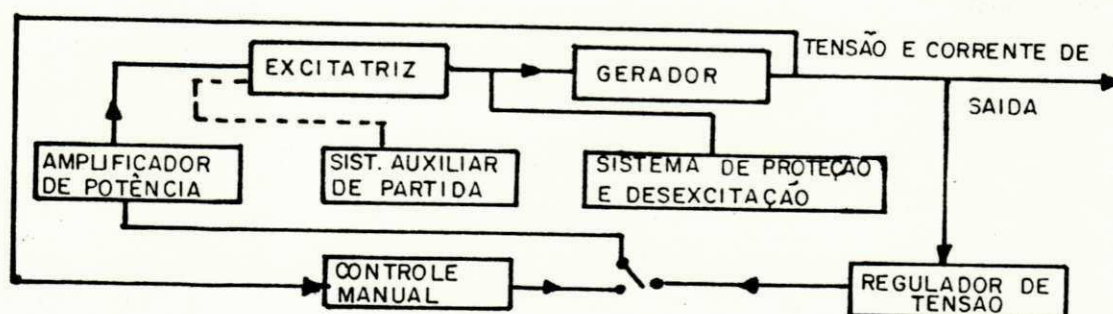 TENSÃO E CORRENTE DE
SAIDA
EXCITATRIZ
GERADOR
AMPLIFICADOR
DE POTÊNCIA
SIST. AUXILIAR
DE PARTIDA
SISTEMA DE PROTEÇÃO
E DESEXCITAÇÃO
CONTROLE
MANUAL
REGULADOR DE
TENSAO